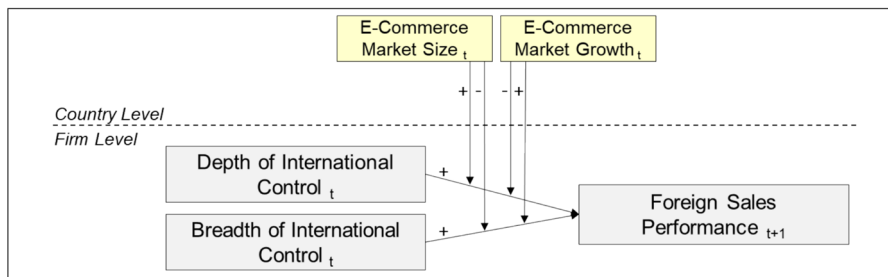 E-Commerce
Market Size t
E-Commerce
Market Growth t
+ - - +
Country Level
Firm Level
Depth of International
Control t
+
Breadth of International
Control t
+
Foreign Sales
Performance t+1